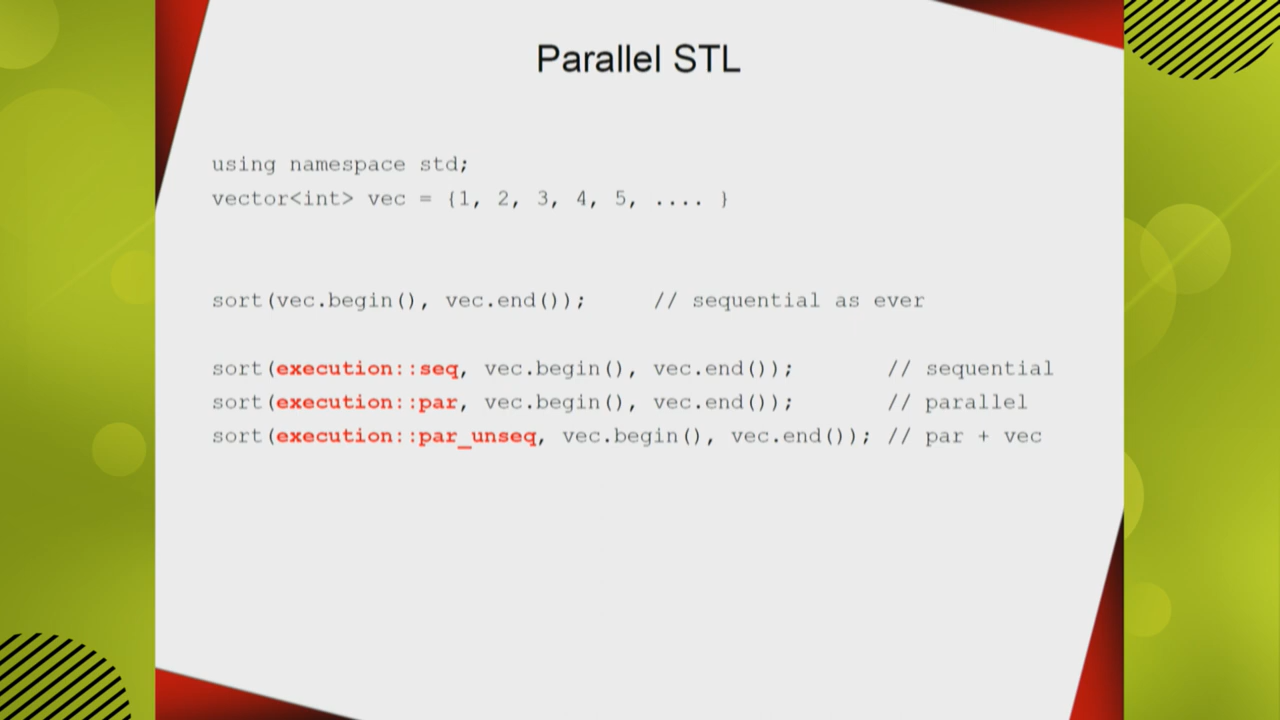 Parallel STL
using namespace std;
vector<int> vec = {1, 2, 3, 4, 5, .... }
sort(vec.begin(), vec.end());     // sequential as ever
sort(execution::seq, vec.begin(), vec.end());       // sequential
sort(execution::par, vec.begin(), vec.end());       // parallel
sort(execution::par_unseq, vec.begin(), vec.end()); // par + vec